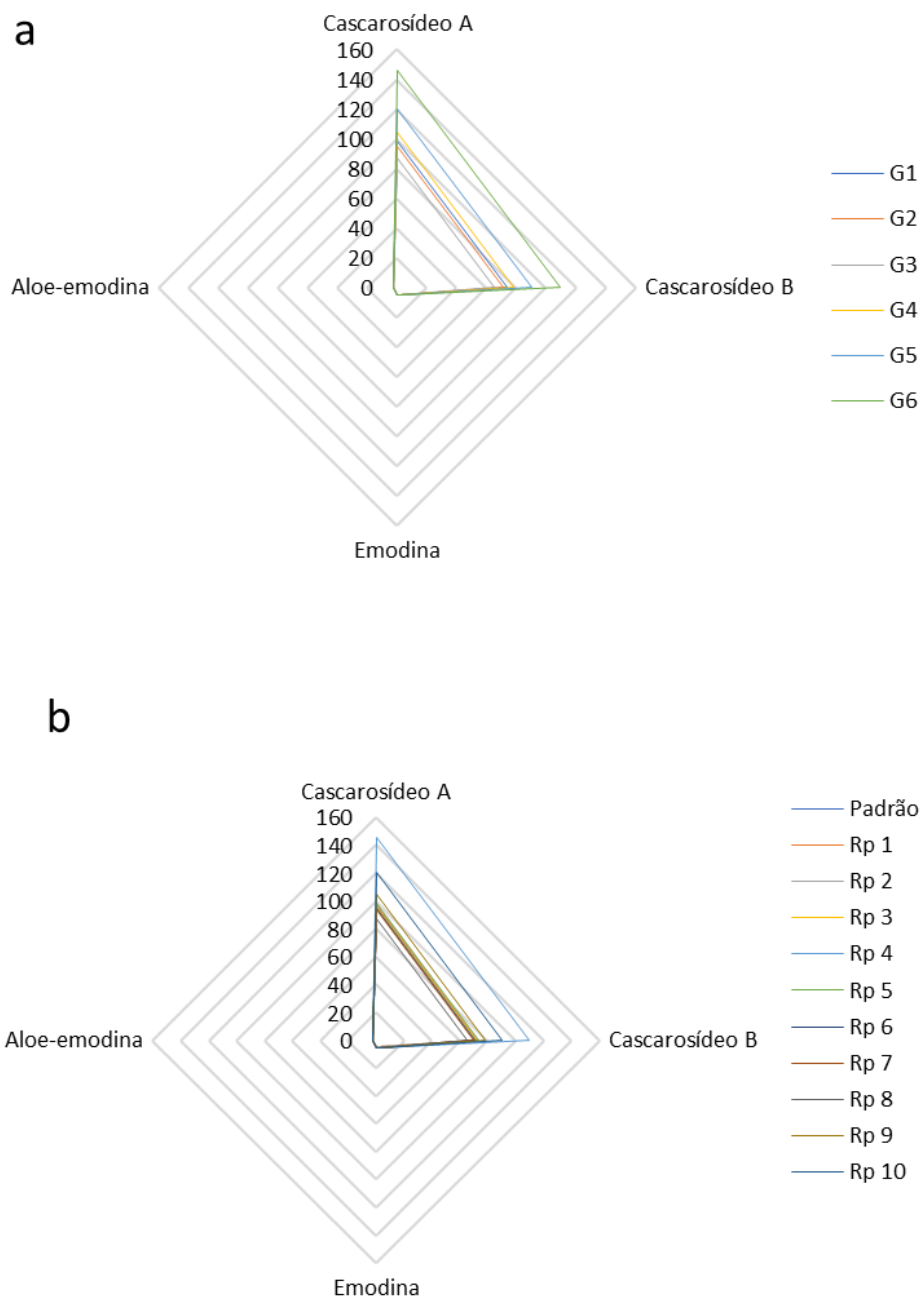 a
Cascarosídeo A
160
140
120
100
80
60
40
20
0
Aloe-emodina
Cascarosídeo B
Emodina
G1
G2
G3
G4
G5
G6
b
Cascarosídeo A
160
140
120
100
80
60
40
20
0
Aloe-emodina
Cascarosídeo B
Emodina
Padrão
Rp 1
Rp 2
Rp 3
Rp 4
Rp 5
Rp 6
Rp 7
Rp 8
Rp 9
Rp 10